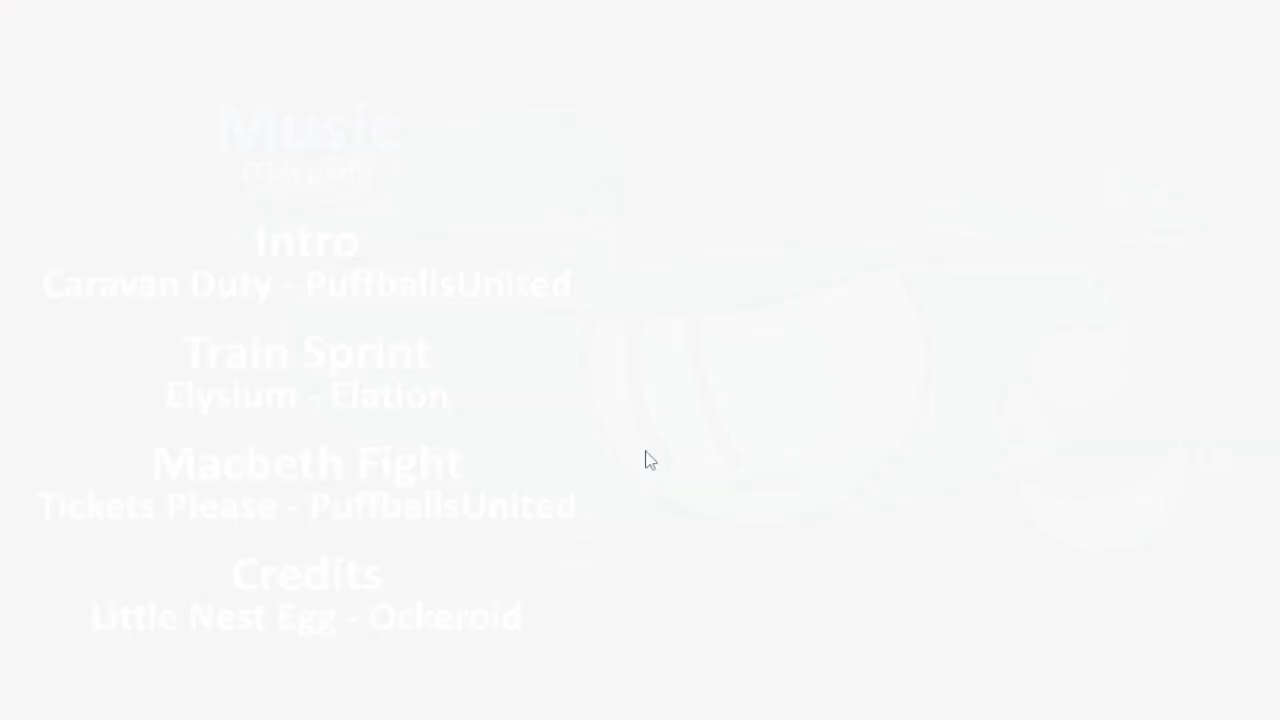 Music
Intro
Caravan Duty - PuffballsUnited
Train Sprint
Elysium - Elation
Macbeth Fight
Tickets Please - PuffballsUnited
Credits
Little Nest Egg - Ockeroid